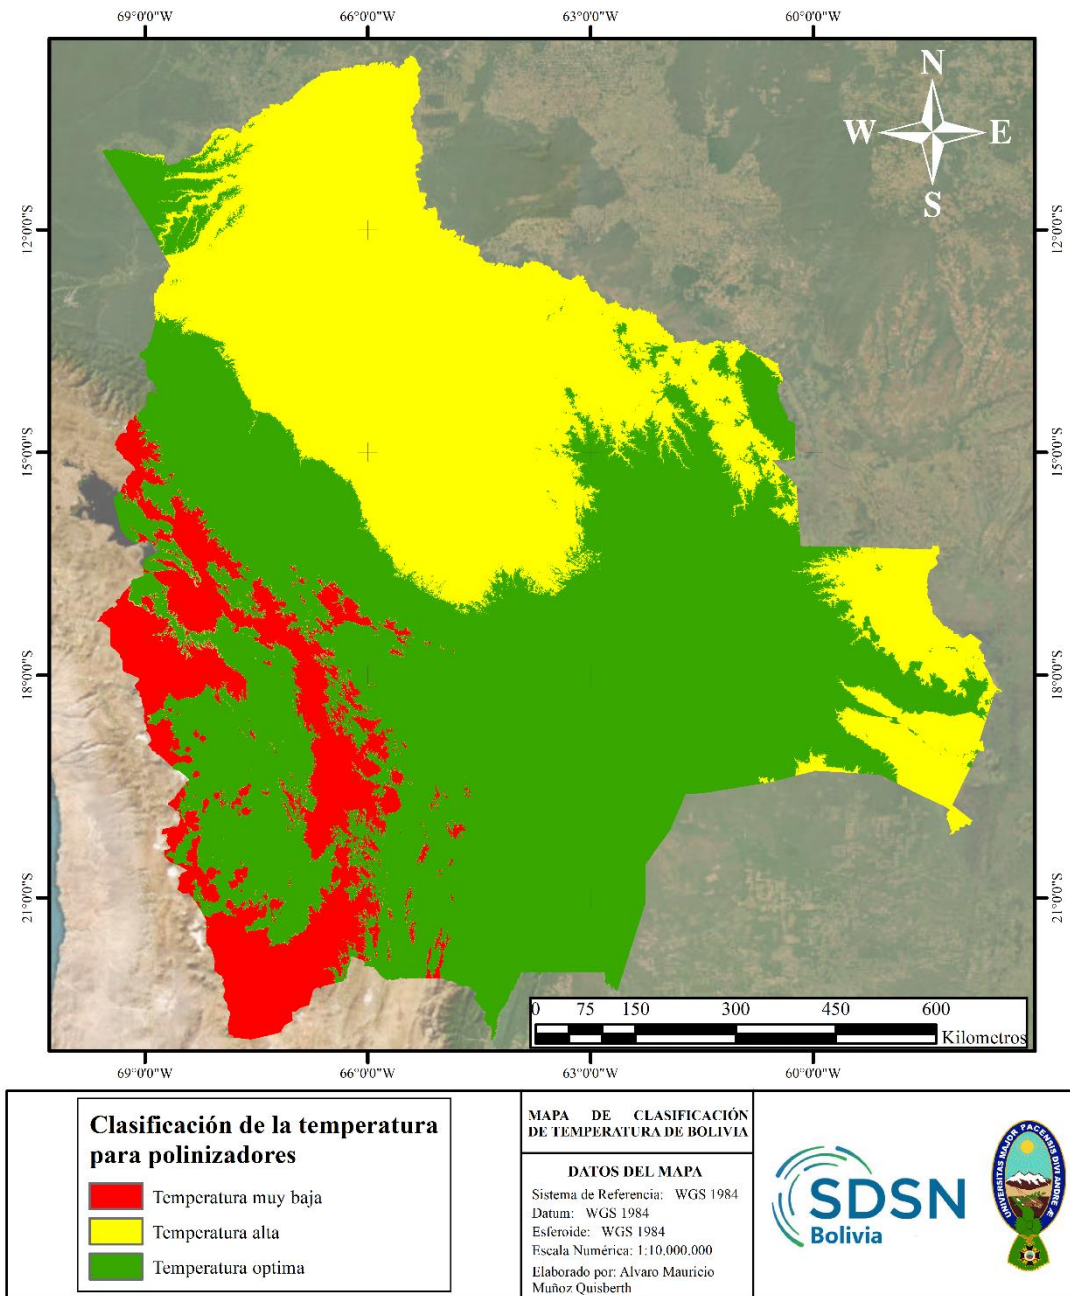 69°0'0"W 66°0'0"W 63°0'0"W 60°0'0"W
N
W E
S
12°0'0"S 12°0'0"S
15°0'0"S 15°0'0"S
18°0'0"S 18°0'0"S
21°0'0"S 21°0'0"S
0 75 150 300 450 600
Kilometros
69°0'0"W 66°0'0"W 63°0'0"W 60°0'0"W
Clasificación de la temperatura
para polinizadores
Temperatura muy baja
Temperatura alta
Temperatura optima
MAPA DE CLASIFICACIÓN
DE TEMPERATURA DE BOLIVIA
DATOS DEL MAPA
Sistema de Referencia: WGS 1984
Datum: WGS 1984
Esferoide: WGS 1984
Escala Numérica: 1:10.000.000
Elaborado por: Alvaro Mauricio
Muñoz Quisberth
SDSN
Bolivia
UNIVERSITAS MAJOR PACENSIS DIVI ANDRE Æ